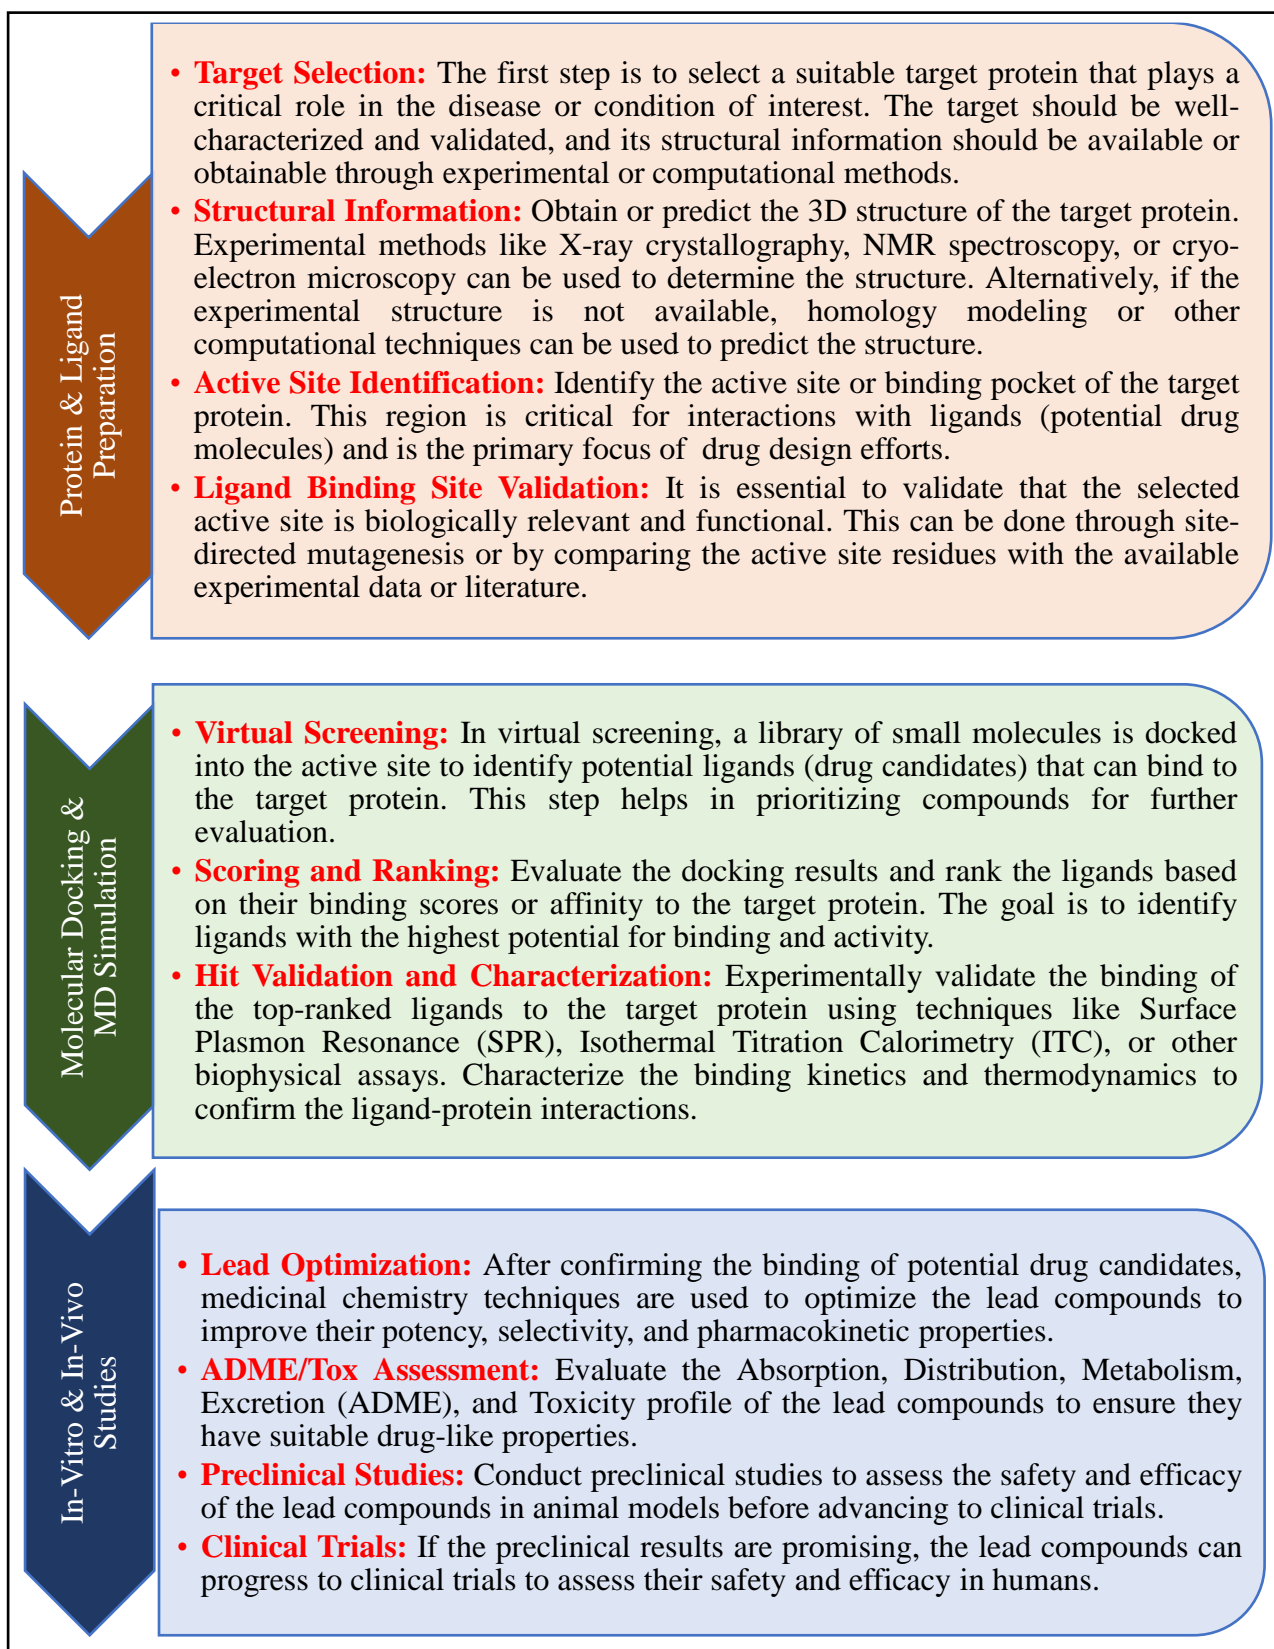 Protein & Ligand
Preparation
• Target Selection: The first step is to select a suitable target protein that plays a
critical role in the disease or condition of interest. The target should be well-
characterized and validated, and its structural information should be available or
obtainable through experimental or computational methods.
• Structural Information: Obtain or predict the 3D structure of the target protein.
Experimental methods like X-ray crystallography, NMR spectroscopy, or cryo-
electron microscopy can be used to determine the structure. Alternatively, if the
experimental structure is not available, homology modeling or other
computational techniques can be used to predict the structure.
• Active Site Identification: Identify the active site or binding pocket of the target
protein. This region is critical for interactions with ligands (potential drug
molecules) and is the primary focus of drug design efforts.
• Ligand Binding Site Validation: It is essential to validate that the selected
active site is biologically relevant and functional. This can be done through site-
directed mutagenesis or by comparing the active site residues with the available
experimental data or literature.
Molecular Docking &
MD Simulation
• Virtual Screening: In virtual screening, a library of small molecules is docked
into the active site to identify potential ligands (drug candidates) that can bind to
the target protein. This step helps in prioritizing compounds for further
evaluation.
• Scoring and Ranking: Evaluate the docking results and rank the ligands based
on their binding scores or affinity to the target protein. The goal is to identify
ligands with the highest potential for binding and activity.
• Hit Validation and Characterization: Experimentally validate the binding of
the top-ranked ligands to the target protein using techniques like Surface
Plasmon Resonance (SPR), Isothermal Titration Calorimetry (ITC), or other
biophysical assays. Characterize the binding kinetics and thermodynamics to
confirm the ligand-protein interactions.
In-Vitro & In-Vivo
Studies
• Lead Optimization: After confirming the binding of potential drug candidates,
medicinal chemistry techniques are used to optimize the lead compounds to
improve their potency, selectivity, and pharmacokinetic properties.
• ADME/Tox Assessment: Evaluate the Absorption, Distribution, Metabolism,
Excretion (ADME), and Toxicity profile of the lead compounds to ensure they
have suitable drug-like properties.
• Preclinical Studies: Conduct preclinical studies to assess the safety and efficacy
of the lead compounds in animal models before advancing to clinical trials.
• Clinical Trials: If the preclinical results are promising, the lead compounds can
progress to clinical trials to assess their safety and efficacy in humans.